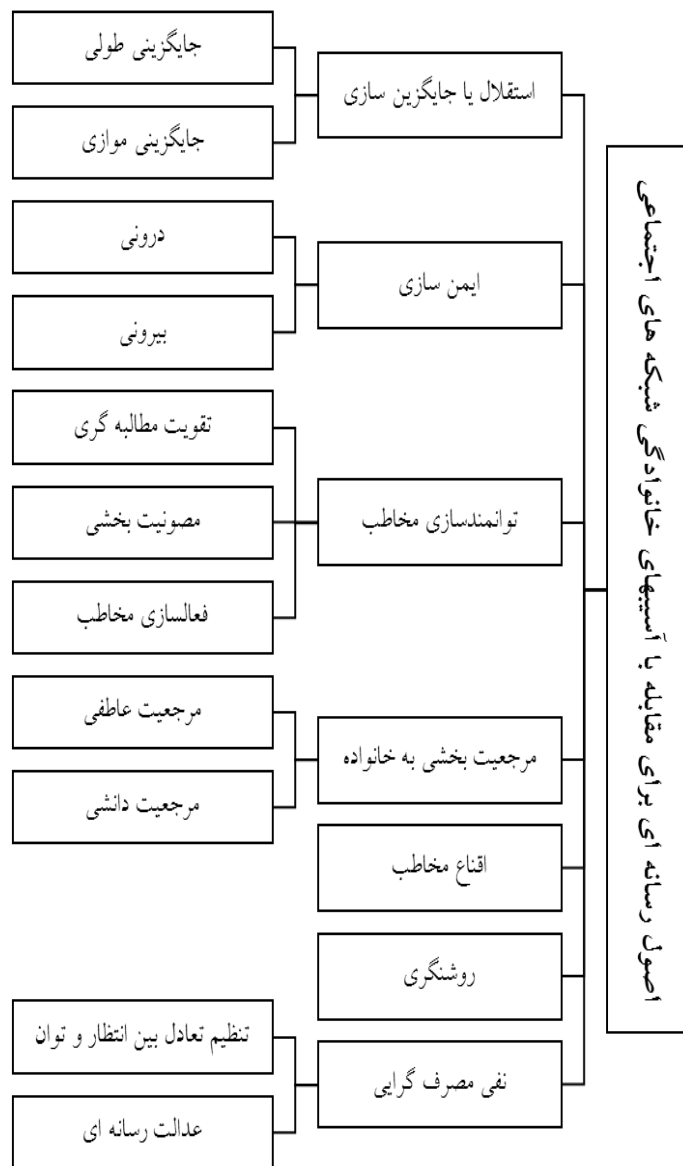 اصول رسانه ای برای مقابله با آسیبهای خانوادگی شبکه های اجتماعی
استقلال یا جایگزین سازی
جایگزینی طولی
جایگزینی موازی
ایمن سازی
درونی
بیرونی
توانمندسازی مخاطب
تقویت مطالبه گری
مصونیت بخشی
فعالسازی مخاطب
مرجعیت بخشی به خانواده
مرجعیت عاطفی
مرجعیت دانشی
اقناع مخاطب
روشنگری
نفی مصرف گرایی
تنظیم تعادل بین انتظار و توان
عدالت رسانه ای